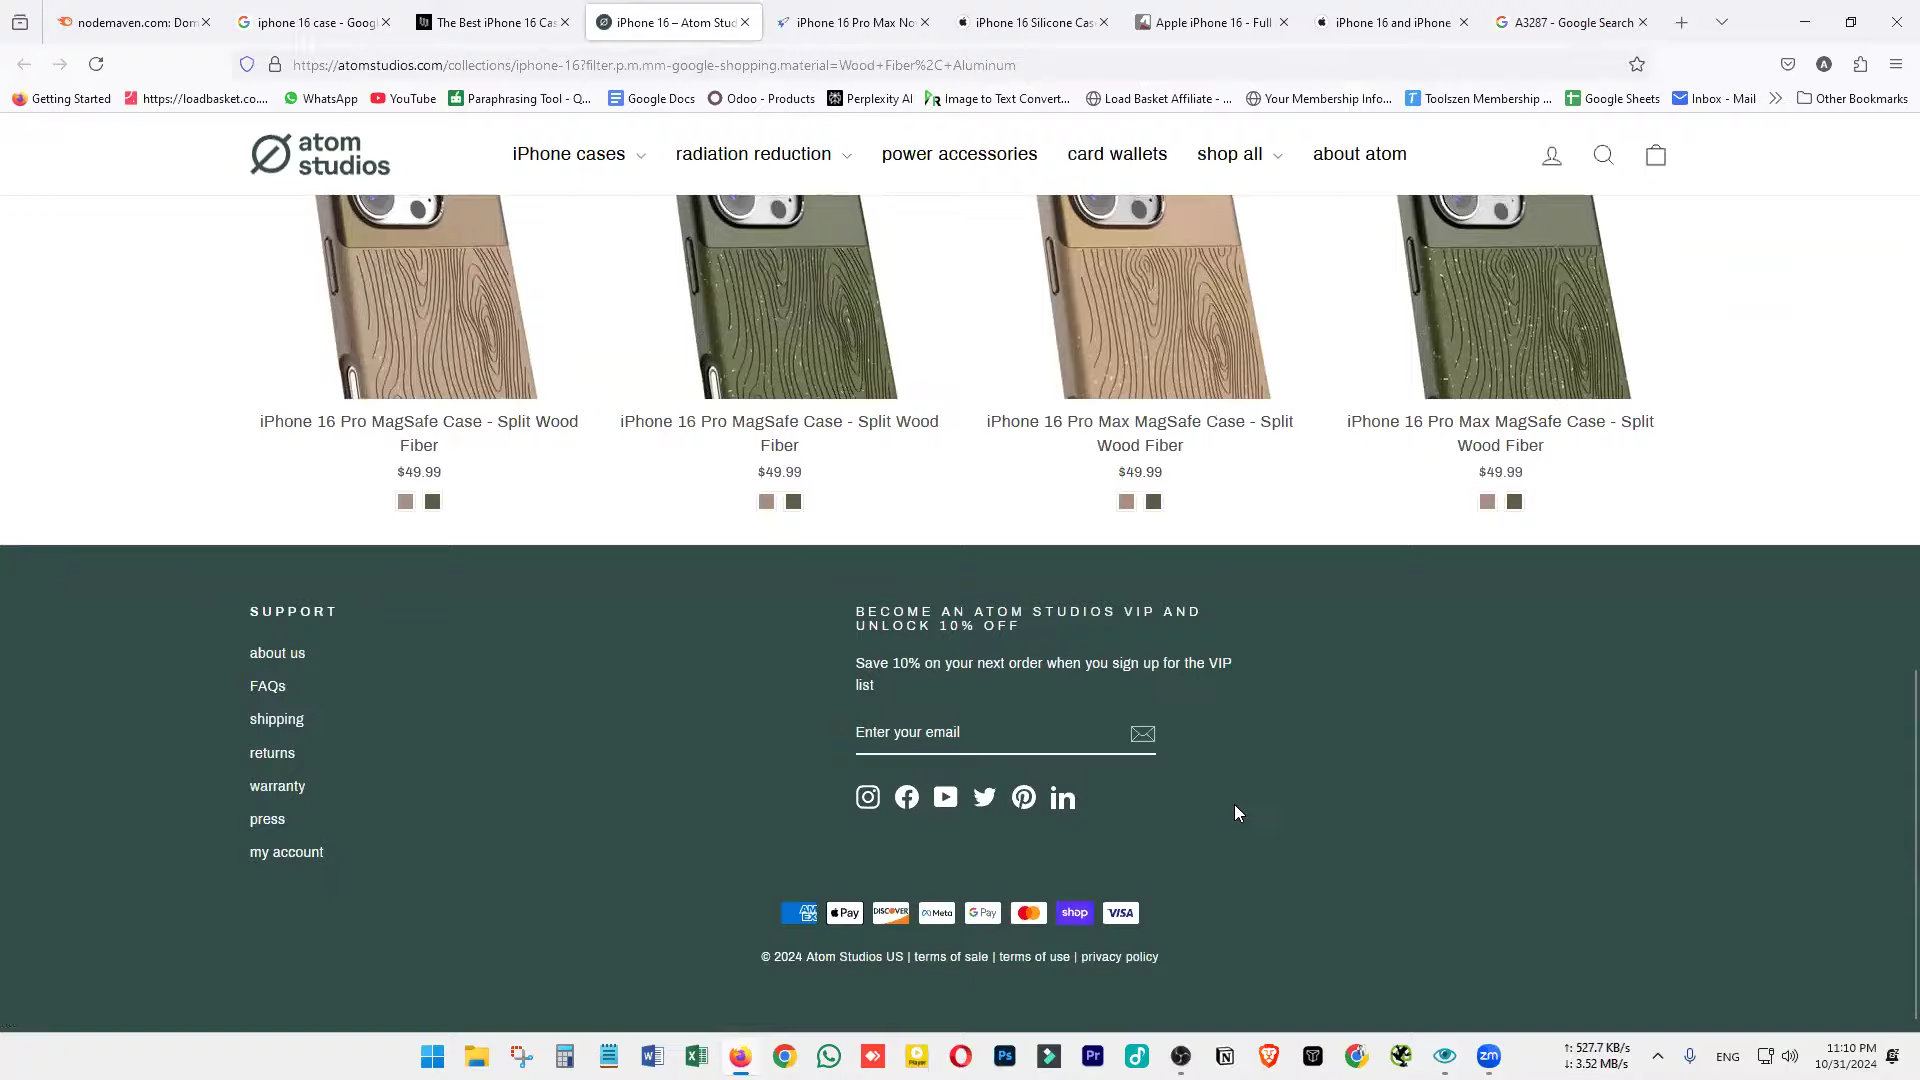 nodemaven.com: Dom
iphone 16 case - Goog
The Best iPhone 16 Cas
iPhone 16 – Atom Stud
iPhone 16 Pro Max No
iPhone 16 Silicone Cas
Apple iPhone 16 - Full
iPhone 16 and iPhone
A3287 - Google Search
https://atomstudios.com/collections/iphone-16?filter.p.m.mm-google-shopping.material=Wood+Fiber%2C+Aluminum
Getting Started
https://loadbasket.co....
WhatsApp
YouTube
Paraphrasing Tool - Q...
Google Docs
Odoo - Products
Perplexity AI
Image to Text Convert...
Load Basket Affiliate - ...
Your Membership Info...
Toolszen Membership ...
Google Sheets
Inbox - Mail
Other Bookmarks
atom
studios
iPhone cases
radiation reduction
power accessories
card wallets
shop all
about atom
iPhone 16 Pro MagSafe Case - Split Wood
Fiber
$49.99
iPhone 16 Pro MagSafe Case - Split Wood
Fiber
$49.99
iPhone 16 Pro Max MagSafe Case - Split
Wood Fiber
$49.99
iPhone 16 Pro Max MagSafe Case - Split
Wood Fiber
$49.99
SUPPORT
about us
FAQs
shipping
returns
warranty
press
my account
BECOME AN ATOM STUDIOS VIP AND
UNLOCK 10% OFF
Save 10% on your next order when you sign up for the VIP
list
Enter your email
AM
EX
Pay
DISCOVER
Meta
G Pay
shop
VISA
© 2024 Atom Studios US | terms of sale | terms of use | privacy policy
Player
Ps
Pr
zm
↑: 527.7 KB/s
↓: 3.52 MB/s
ENG
11:10 PM
10/31/2024